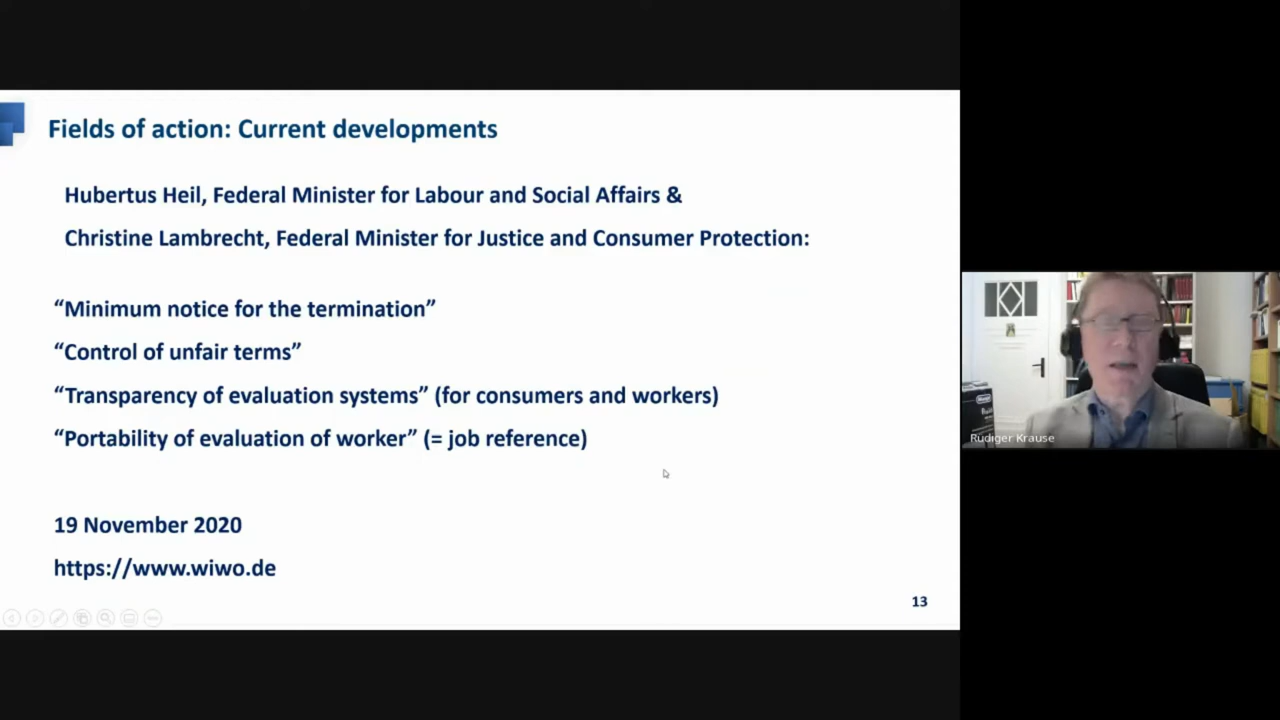 Fields of action: Current developments
Hubertus Heil, Federal Minister for Labour and Social Affairs &
Christine Lambrecht, Federal Minister for Justice and Consumer Protection:
“Minimum notice for the termination”
“Control of unfair terms”
“Transparency of evaluation systems” (for consumers and workers)
“Portability of evaluation of worker” (= job reference)
19 November 2020
https://www.wiwo.de
13
Rüdiger Krause